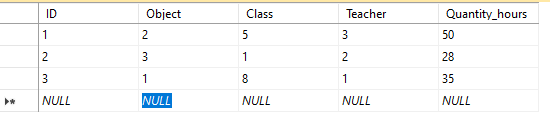 ID Object Class Teacher Quantity_hours
1 2 5 3 50
2 3 1 2 28
3 1 8 1 35
NULL NULL NULL NULL NULL